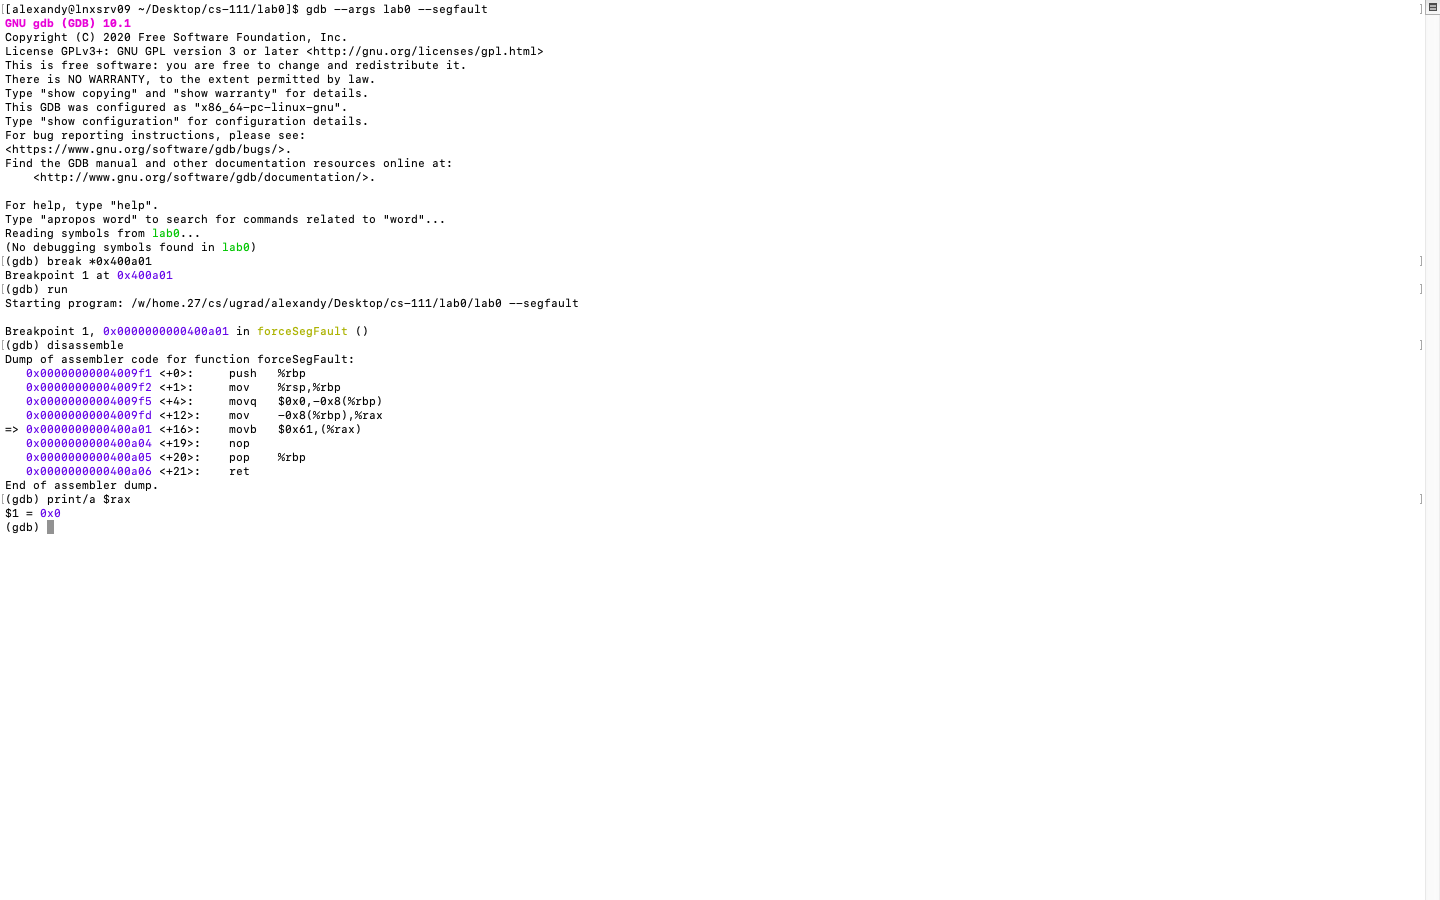 [alexandy@lnxsrv09 ~/Desktop/cs-111/lab0]$ gdb --args lab0 --segfault
GNU gdb (GDB) 10.1
Copyright (C) 2020 Free Software Foundation, Inc.
License GPLv3+: GNU GPL version 3 or later <http://gnu.org/licenses/gpl.html>
This is free software: you are free to change and redistribute it.
There is NO WARRANTY, to the extent permitted by law.
Type "show copying" and "show warranty" for details.
This GDB was configured as "x86_64-pc-linux-gnu".
Type "show configuration" for configuration details.
For bug reporting instructions, please see:
<https://www.gnu.org/software/gdb/bugs/>.
Find the GDB manual and other documentation resources online at:
    <http://www.gnu.org/software/gdb/documentation/>.

For help, type "help".
Type "apropos word" to search for commands related to "word"...
Reading symbols from lab0...
(No debugging symbols found in lab0)
(gdb) break *0x400a01
Breakpoint 1 at 0x400a01
(gdb) run
Starting program: /w/home.27/cs/ugrad/alexandy/Desktop/cs-111/lab0/lab0 --segfault

Breakpoint 1, 0x0000000000400a01 in forceSegFault ()
(gdb) disassemble
Dump of assembler code for function forceSegFault:
   0x00000000004009f1 <+0>:	push   %rbp
   0x00000000004009f2 <+1>:	mov    %rsp,%rbp
   0x00000000004009f5 <+4>:	movq   $0x0,-0x8(%rbp)
   0x00000000004009fd <+12>:	mov    -0x8(%rbp),%rax
=> 0x0000000000400a01 <+16>:	movb   $0x61,(%rax)
   0x0000000000400a04 <+19>:	nop
   0x0000000000400a05 <+20>:	pop    %rbp
   0x0000000000400a06 <+21>:	ret
End of assembler dump.
(gdb) print/a $rax
$1 = 0x0
(gdb)